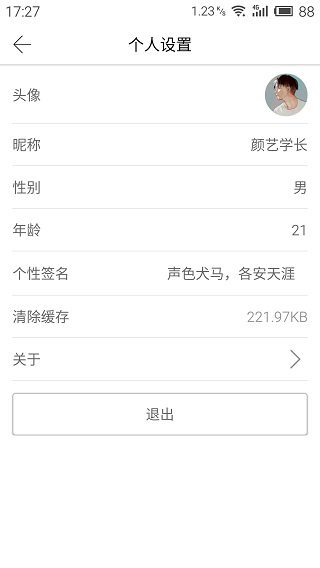 17:27 1.23 K/s 4G 88
个人设置
头像
昵称 颜艺学长
性别 男
年龄 21
个性签名 声色犬马，各安天涯
清除缓存 221.97KB
关于
退出